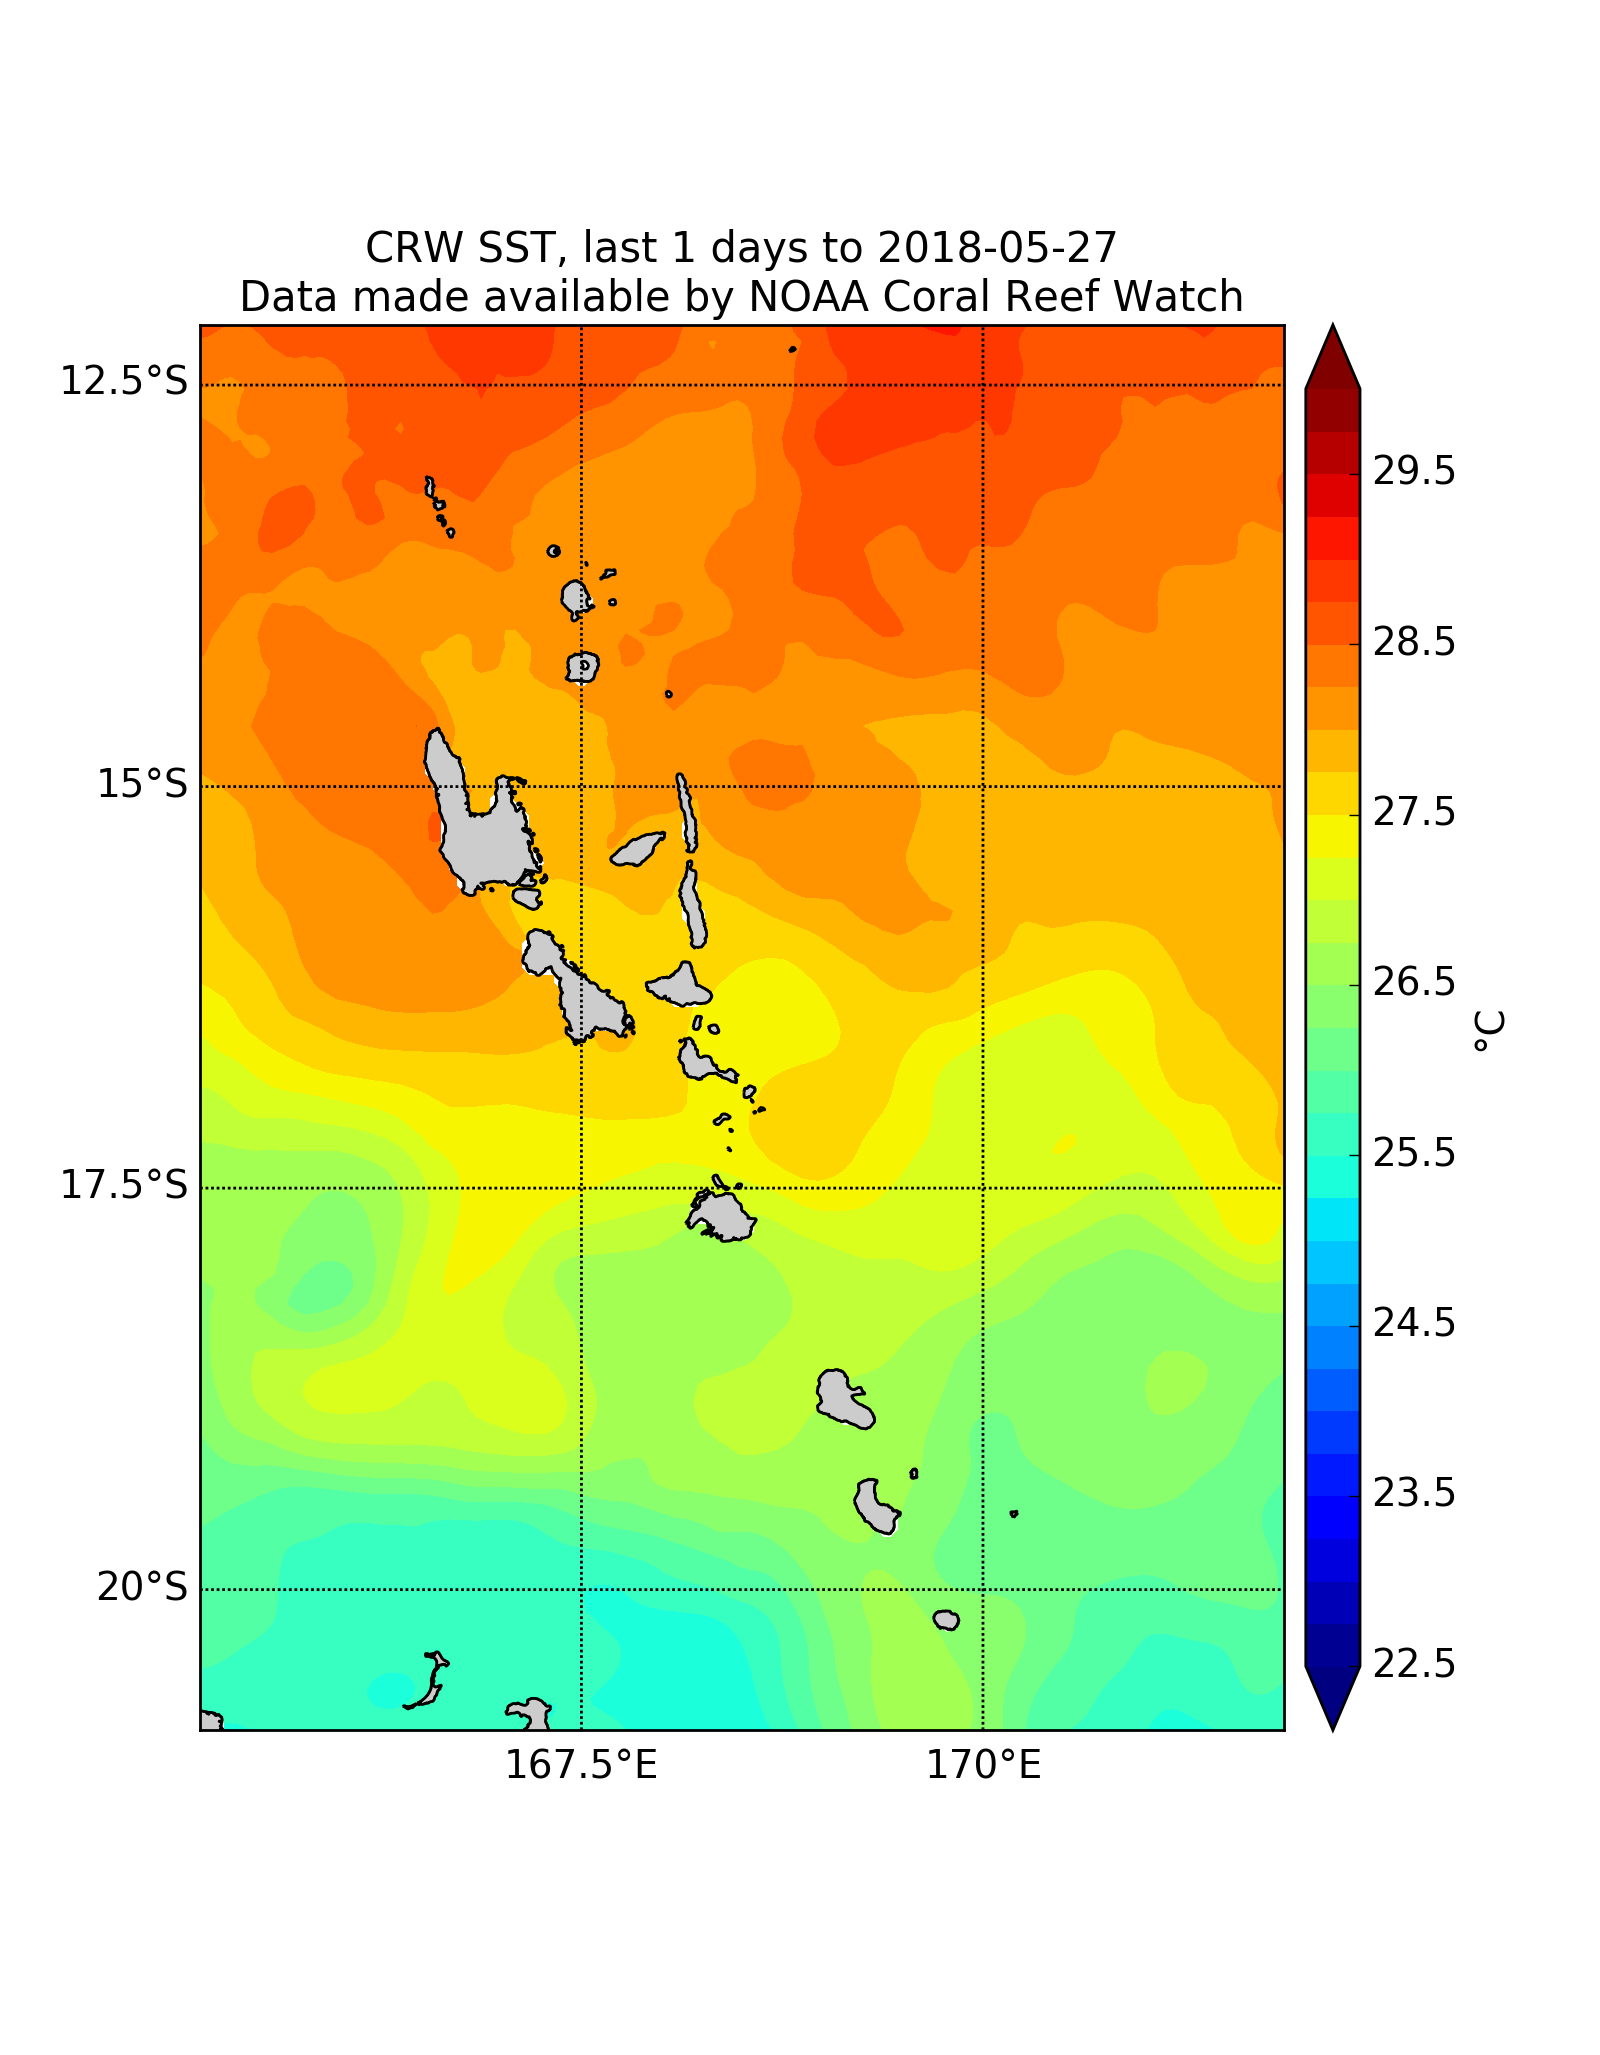 CRW SST, last 1 days to 2018-05-27
Data made available by NOAA Coral Reef Watch
12.5°S
15°S
17.5°S
20°S
167.5°E
170°E
29.5
28.5
27.5
26.5
25.5
24.5
23.5
22.5
°C